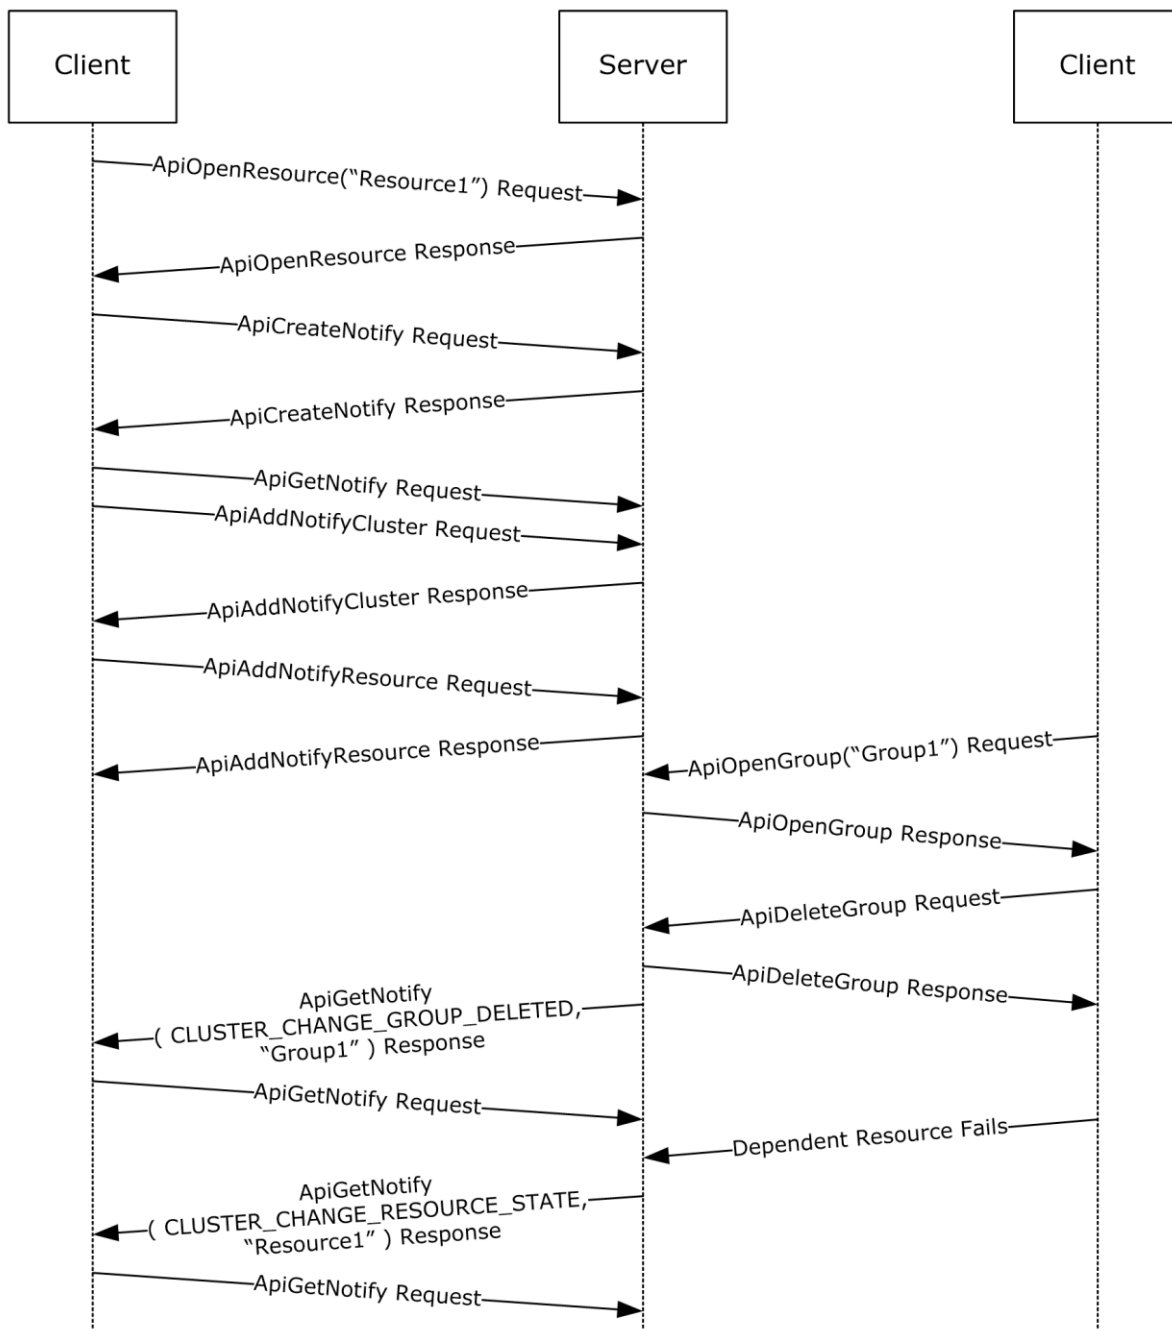 Client
Server
Client
ApiOpenResource(“Resource1”) Request
ApiOpenResource Response
ApiCreateNotify Request
ApiCreateNotify Response
ApiGetNotify Request
ApiAddNotifyCluster Request
ApiAddNotifyCluster Response
ApiAddNotifyResource Request
ApiAddNotifyResource Response
ApiOpenGroup(“Group1”) Request
ApiOpenGroup Response
ApiDeleteGroup Request
ApiDeleteGroup Response
ApiGetNotify
( CLUSTER_CHANGE_GROUP_DELETED,
“Group1” ) Response
ApiGetNotify Request
Dependent Resource Fails
ApiGetNotify
( CLUSTER_CHANGE_RESOURCE_STATE,
“Resource1” ) Response
ApiGetNotify Request